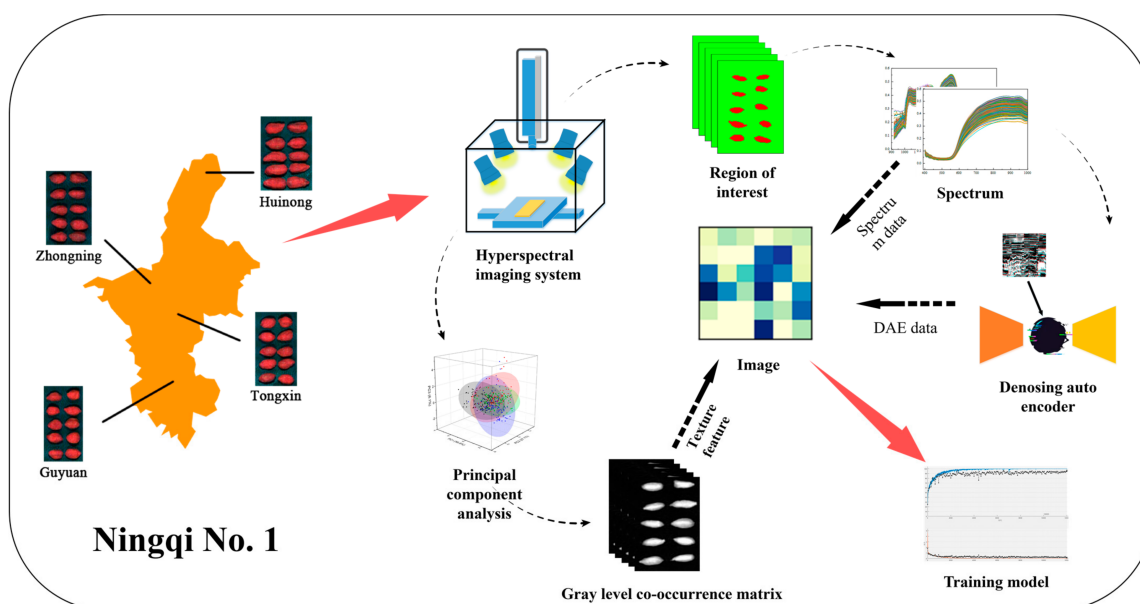 Huinong
Zhongning
Tongxin
Guyuan
Ningqi No. 1
Hyperspectral
imaging system
Region of
interest
Spectrum
Spectru
m data
DAE data
Denosing auto
encoder
Image
Principal
component
analysis
Texture
feature
Gray level co-occurrence matrix
Training model